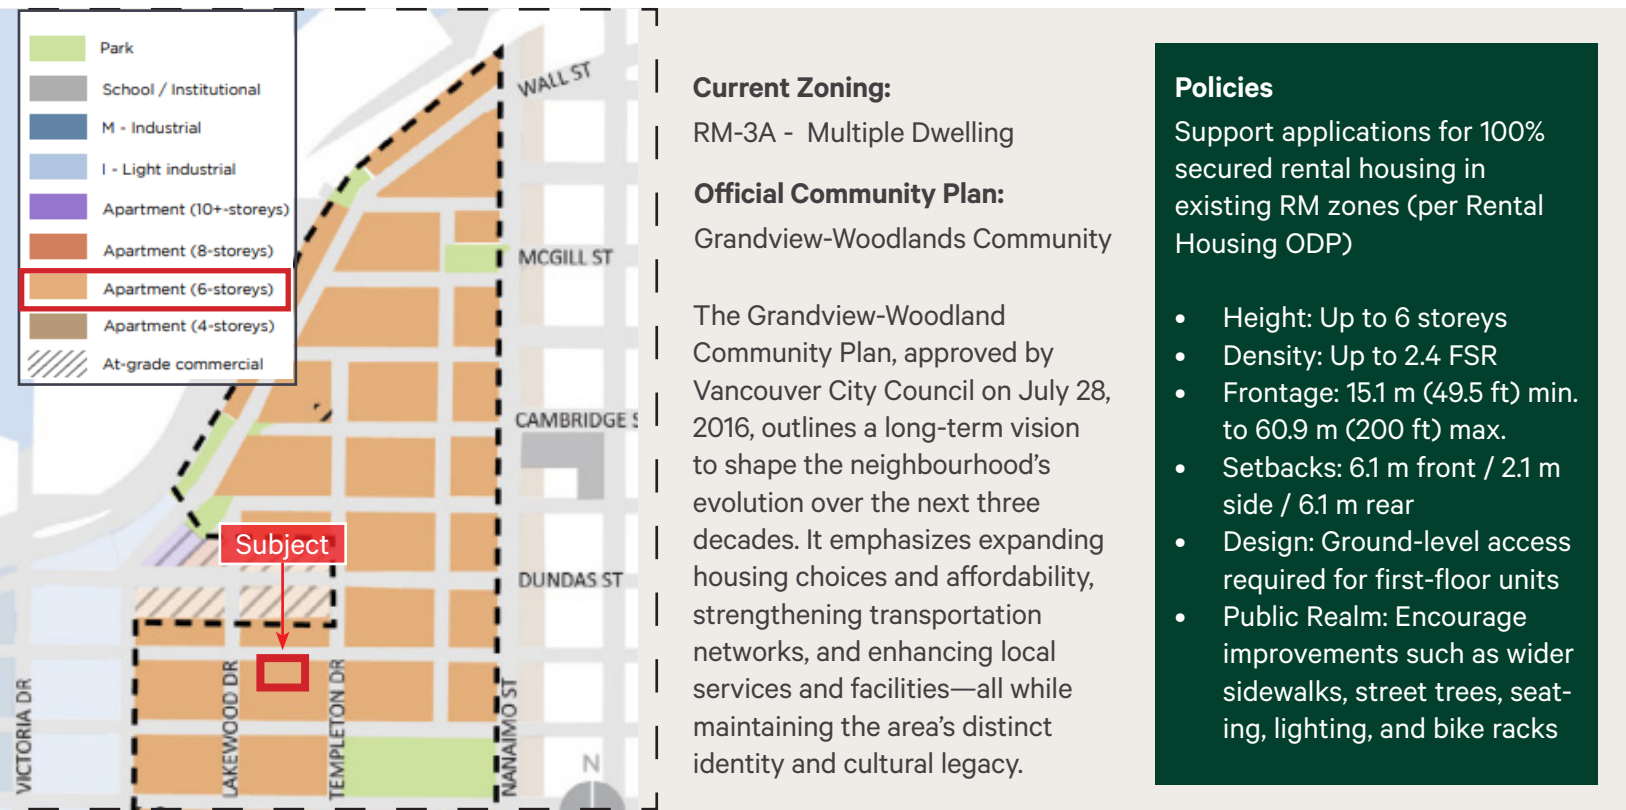 Park
School / Institutional
M - Industrial
I - Light industrial
Apartment (10+-storeys)
Apartment (8-storeys)
Apartment (6-storeys)
Apartment (4-storeys)
At-grade commercial
WALL ST
MCGILL ST
CAMBRIDGE S
DUNDAS ST
Subject
VICTORIA DR
LAKEWOOD DR
TEMPLETON DR
NANAIMO ST
N
Current Zoning:
RM-3A - Multiple Dwelling
Official Community Plan:
Grandview-Woodlands Community
The Grandview-Woodland
Community Plan, approved by
Vancouver City Council on July 28,
2016, outlines a long-term vision
to shape the neighbourhood’s
evolution over the next three
decades. It emphasizes expanding
housing choices and affordability,
strengthening transportation
networks, and enhancing local
services and facilities—all while
maintaining the area’s distinct
identity and cultural legacy.
Policies
Support applications for 100%
secured rental housing in
existing RM zones (per Rental
Housing ODP)
• Height: Up to 6 storeys
• Density: Up to 2.4 FSR
• Frontage: 15.1 m (49.5 ft) min.
to 60.9 m (200 ft) max.
• Setbacks: 6.1 m front / 2.1 m
side / 6.1 m rear
• Design: Ground-level access
required for first-floor units
• Public Realm: Encourage
improvements such as wider
sidewalks, street trees, seat-
ing, lighting, and bike racks